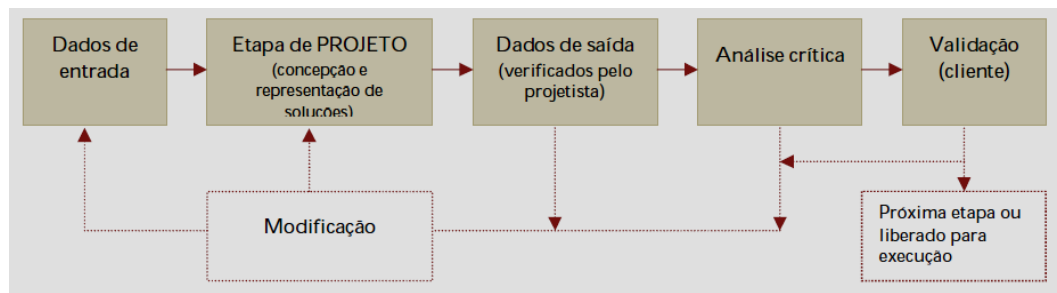 Dados de
entrada
Etapa de PROJETO
(concepção e
representação de
soluções)
Dados de saída
(verificados pelo
projetista)
Análise crítica
Validação
(cliente)
Modificação
Próxima etapa ou
liberado para
execução